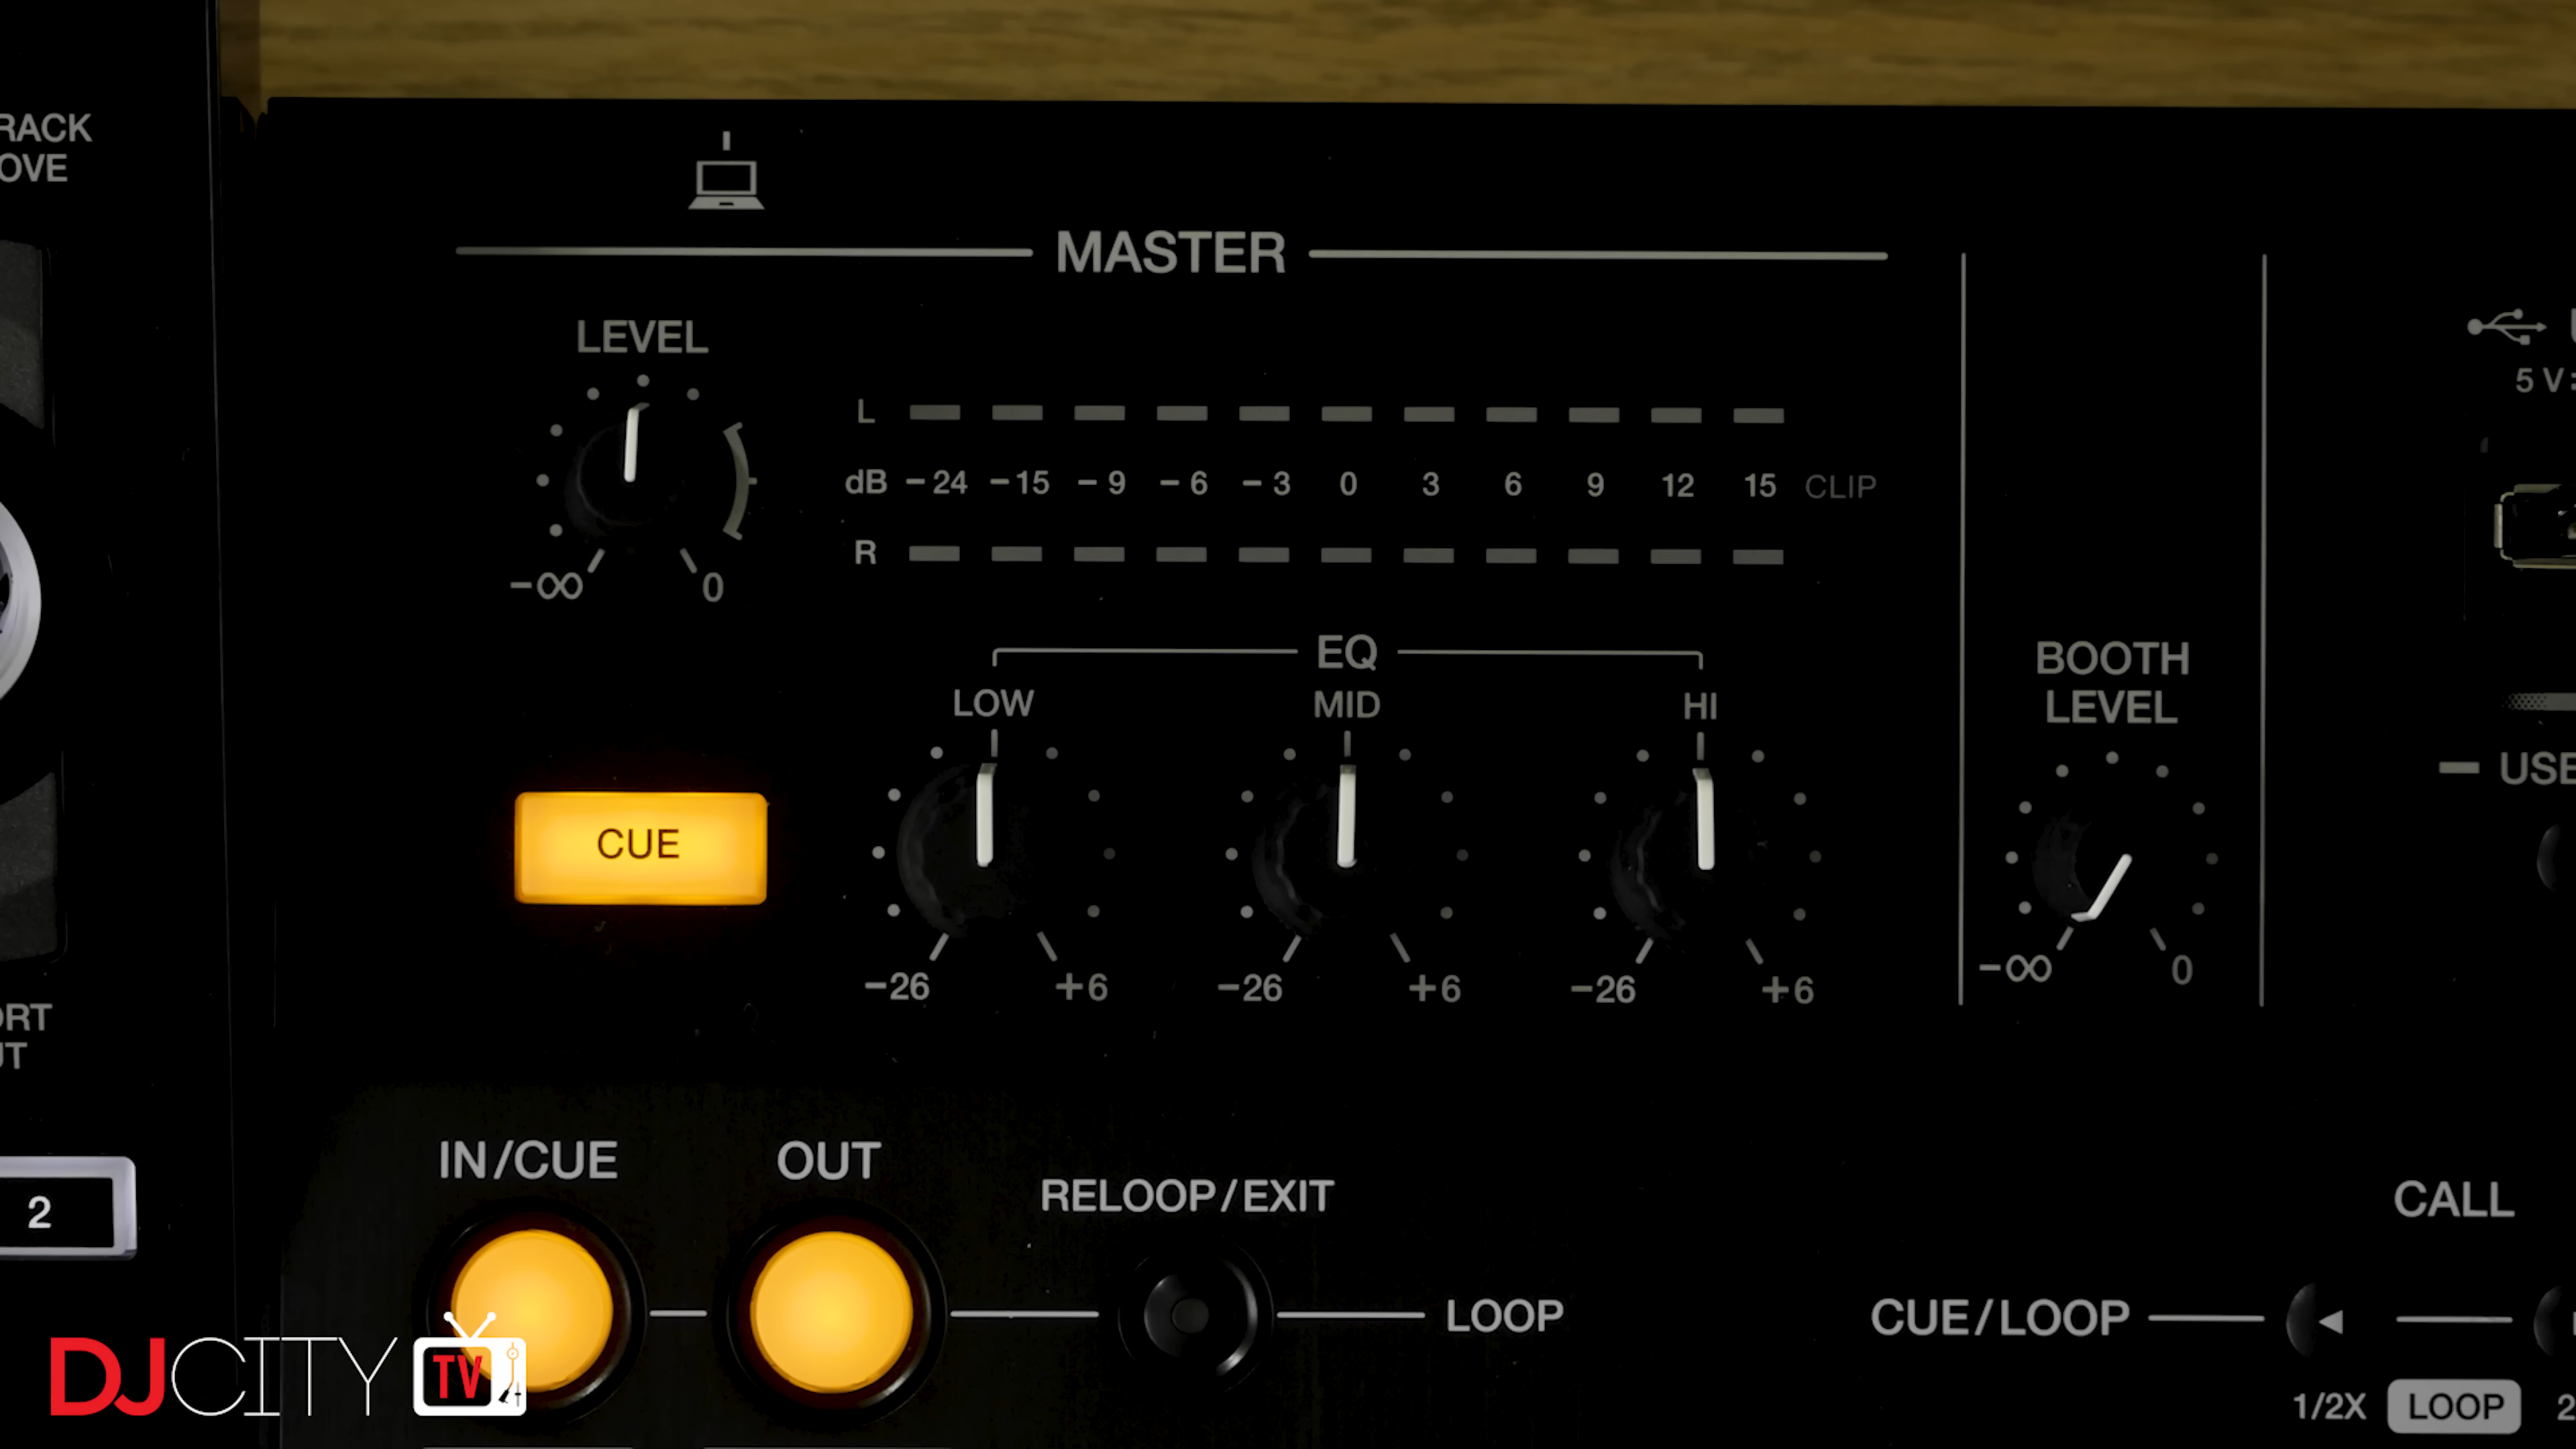 RACK
OVE
MASTER
LEVEL
L
dB -24 -15 -9 -6 -3 0 3 6 9 12 15 CLIP
R
-∞ 0
5 V
EQ
LOW MID HI
BOOTH
LEVEL
CUE
-26 +6 -26 +6 -26 +6
-∞ 0
USB
ORT
UT
2
IN/CUE OUT RELOOP/EXIT
CALL
LOOP
CUE/LOOP
1/2X LOOP 2
DJCITY TV